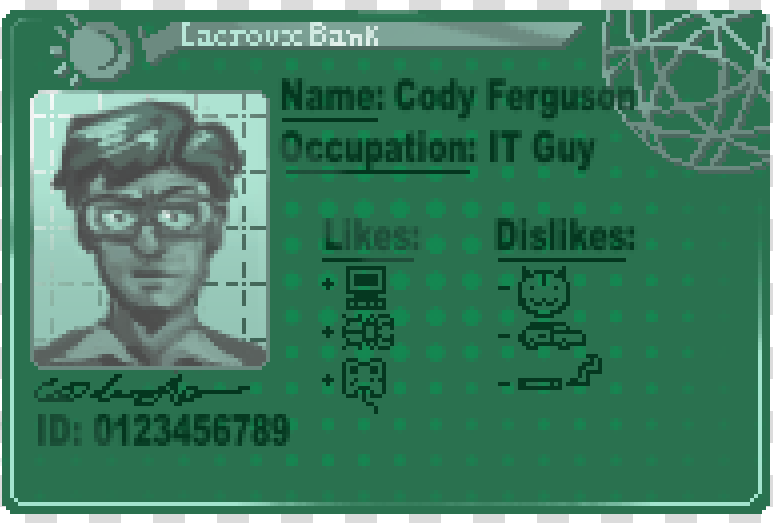 Lacroux Bank
Name: Cody Ferguson
Occupation: IT Guy
Likes:
Dislikes:
ID: 0123456789